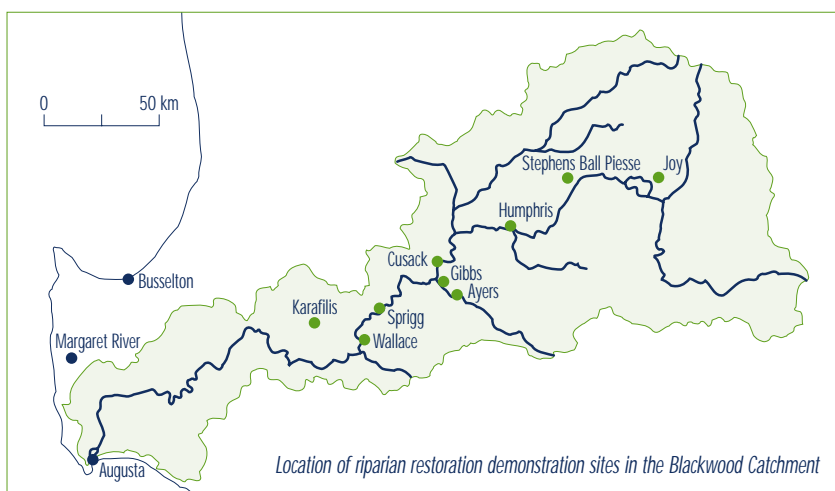 0 50 km
Stephens Ball Piesse Joy
Humphris
Cusack
Gibbs
Ayers
Busselton
Karafilis
Sprigg
Margaret River
Wallace
Augusta
Location of riparian restoration demonstration sites in the Blackwood Catchment